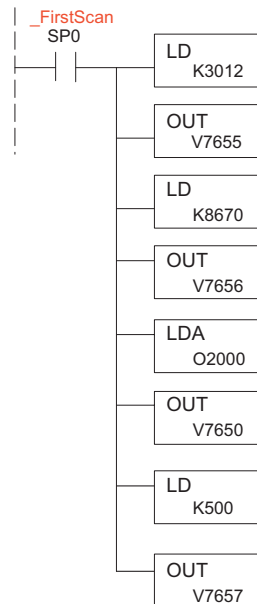 _FirstScan
SP0
LD
K3012
OUT
V7655
LD
K8670
OUT
V7656
LDA
O2000
OUT
V7650
LD
K500
OUT
V7657